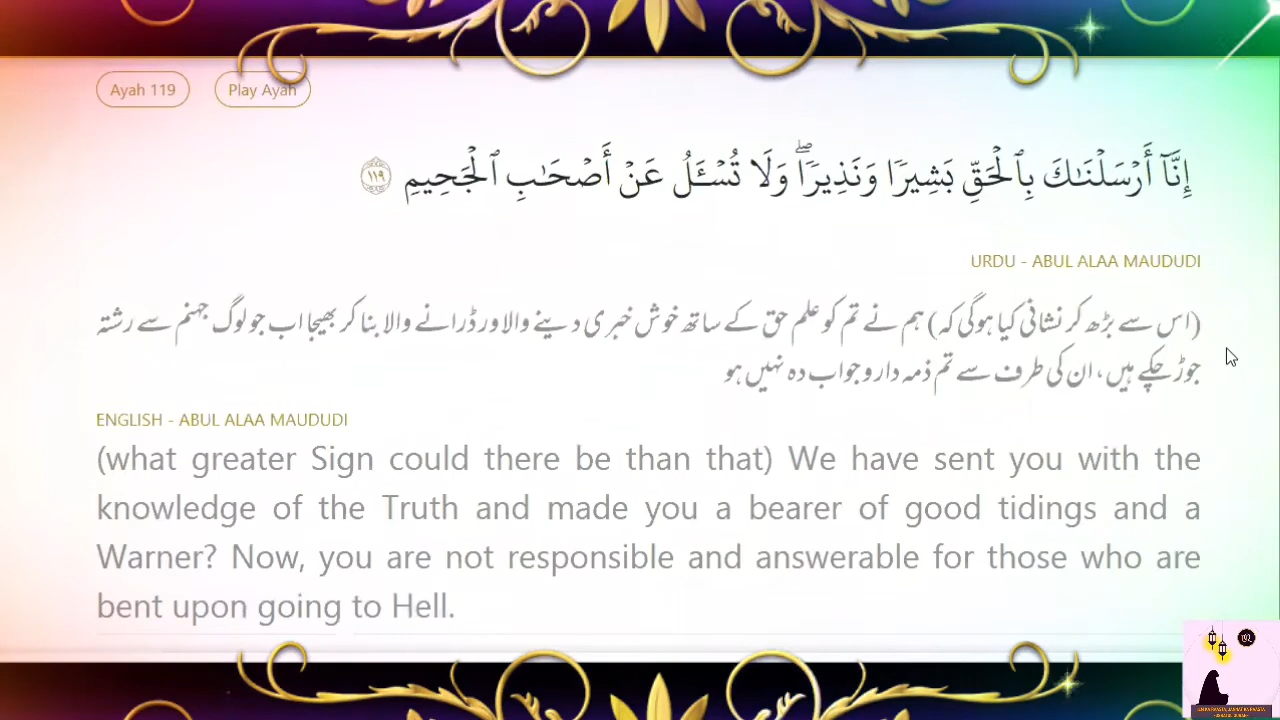 Ayah 119
Play Ayah
إِنَّآ أَرْسَلْنَـٰكَ بِٱلْحَقِّ بَشِيرًۭا وَنَذِيرًۭا ۖ وَلَا تُسْـَٔلُ عَنْ أَصْحَـٰبِ ٱلْجَحِيمِ ١١٩
URDU - ABUL ALAA MAUDUDI
(اس سے بڑھ کر نشانی کیا ہوگی کہ) ہم نے تم کو علم حق کے ساتھ خوش خبری دینے والا ور ڈرانے والا بنا کر بھیجا اب جو لوگ جہنم سے رشتہ
جوڑ چکے ہیں، ان کی طرف سے تم ذمہ دار و جواب دہ نہیں ہو
ENGLISH - ABUL ALAA MAUDUDI
(what greater Sign could there be than that) We have sent you with the
knowledge of the Truth and made you a bearer of good tidings and a
Warner? Now, you are not responsible and answerable for those who are
bent upon going to Hell.